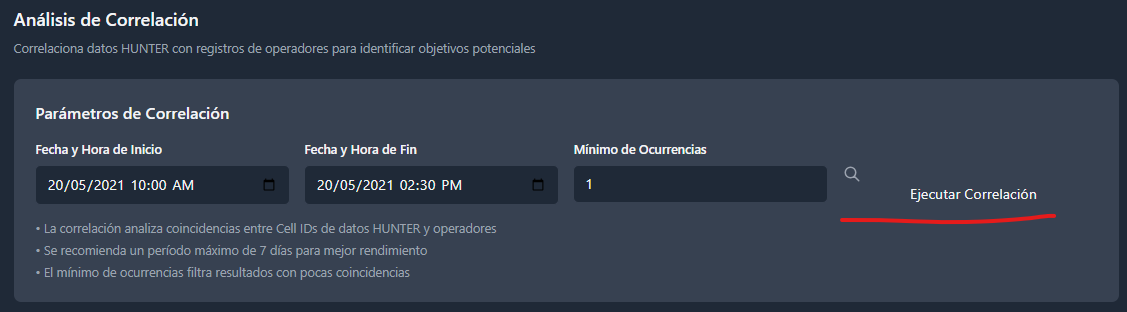 Análisis de Correlación
Correlaciona datos HUNTER con registros de operadores para identificar objetivos potenciales
Parámetros de Correlación
Fecha y Hora de Inicio
Fecha y Hora de Fin
Mínimo de Ocurrencias
20/05/2021 10:00 AM
20/05/2021 02:30 PM
1
Ejecutar Correlación
• La correlación analiza coincidencias entre Cell IDs de datos HUNTER y operadores
• Se recomienda un período máximo de 7 días para mejor rendimiento
• El mínimo de ocurrencias filtra resultados con pocas coincidencias